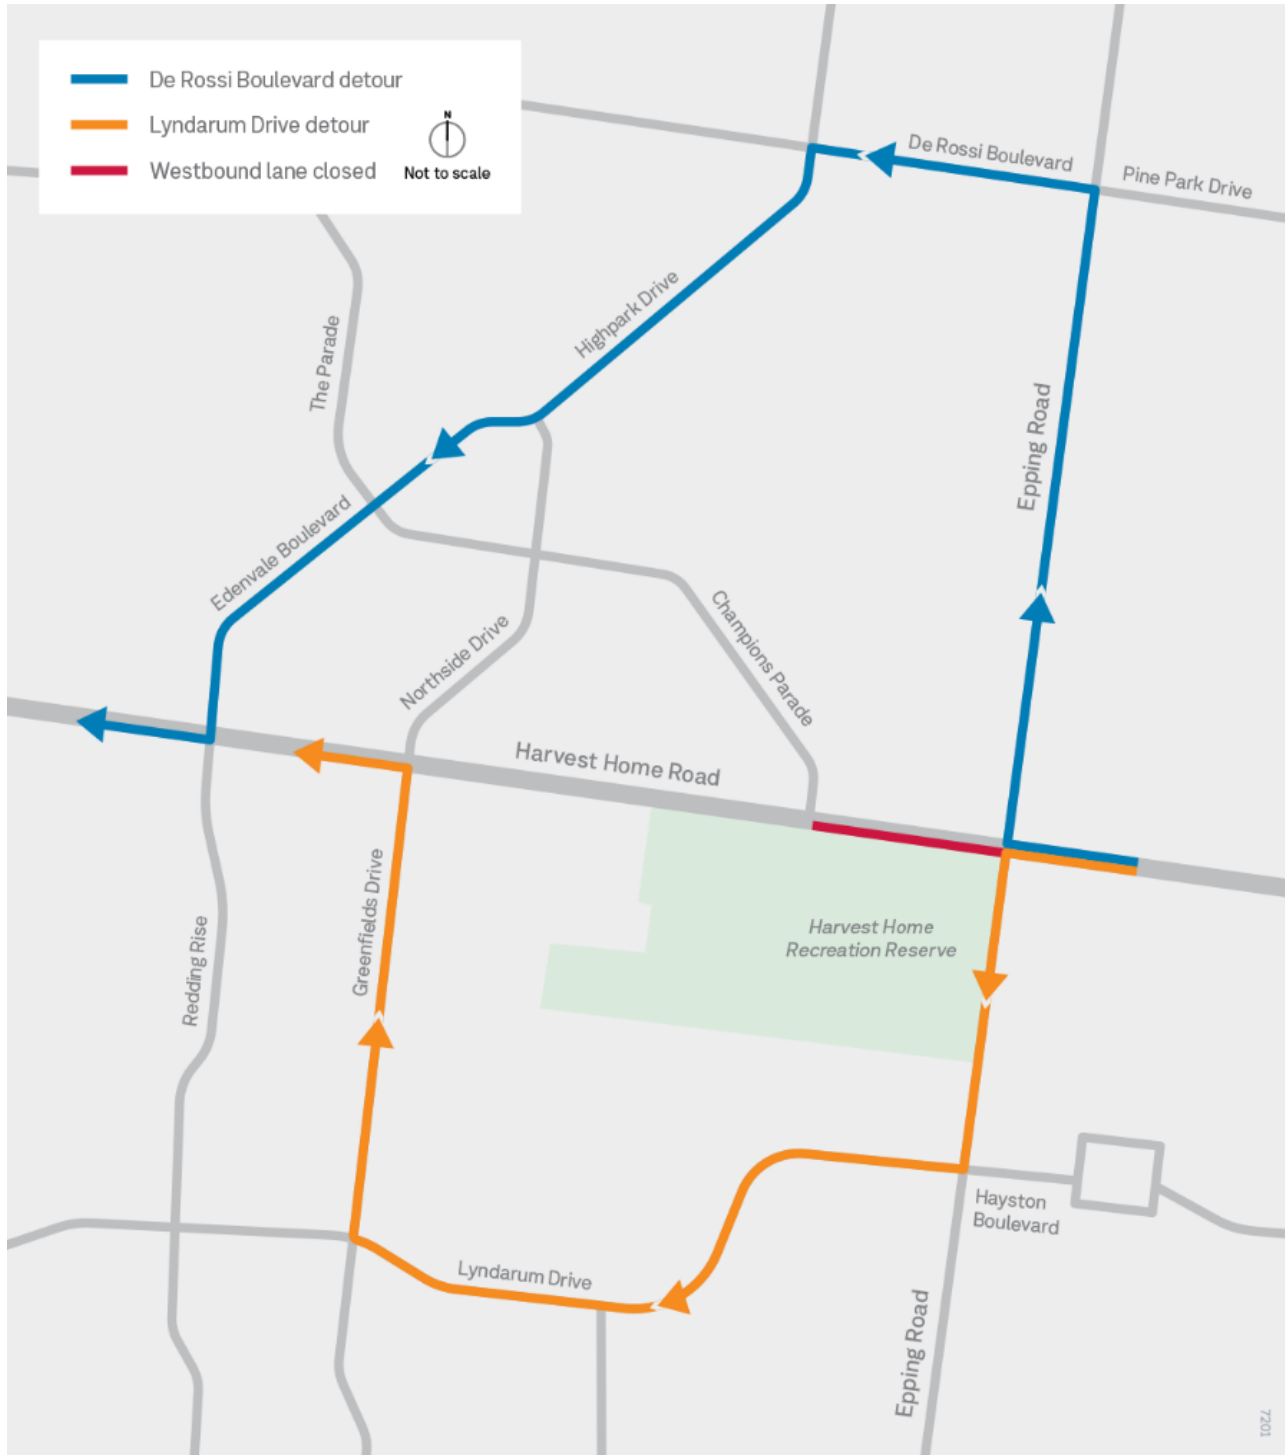 De Rossi Boulevard detour
Lyndarum Drive detour
Westbound lane closed
N
Not to scale
De Rossi Boulevard
Pine Park Drive
Highpark Drive
The Parade
Epping Road
Edenvale Boulevard
Northside Drive
Champions Parade
Harvest Home Road
Greenfields Drive
Redding Rise
Harvest Home
Recreation Reserve
Hayston
Boulevard
Lyndarum Drive
Epping Road
7201